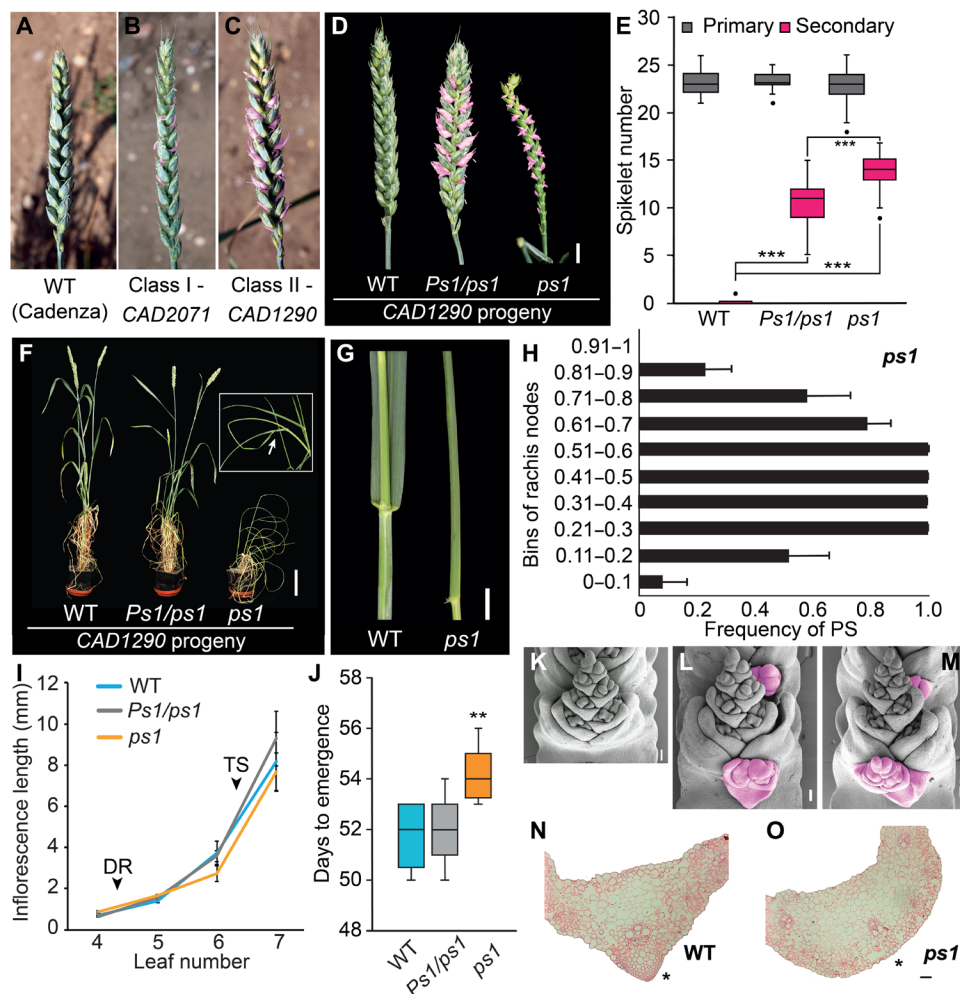 A
B
C
D
WT
(Cadenza)
Class I -
CAD2071
Class II -
CAD1290
WT
Ps1/ps1
ps1
CAD1290 progeny
E
Primary
Secondary
Spikelet number
30
25
20
15
10
5
0
***
***
***
WT
Ps1/ps1
ps1
F
WT
Ps1/ps1
ps1
CAD1290 progeny
G
WT
ps1
H
ps1
Bins of rachis nodes
0.91–1
0.81–0.9
0.71–0.8
0.61–0.7
0.51–0.6
0.41–0.5
0.31–0.4
0.21–0.3
0.11–0.2
0–0.1
0
0.2
0.4
0.6
0.8
1.0
Frequency of PS
I
Inflorescence length (mm)
12
10
8
6
4
2
0
WT
Ps1/ps1
ps1
DR
TS
4
5
6
7
Leaf number
J
Days to emergence
58
56
54
52
50
48
**
WT
Ps1/ps1
ps1
K
L
M
N
WT
*
O
ps1
*